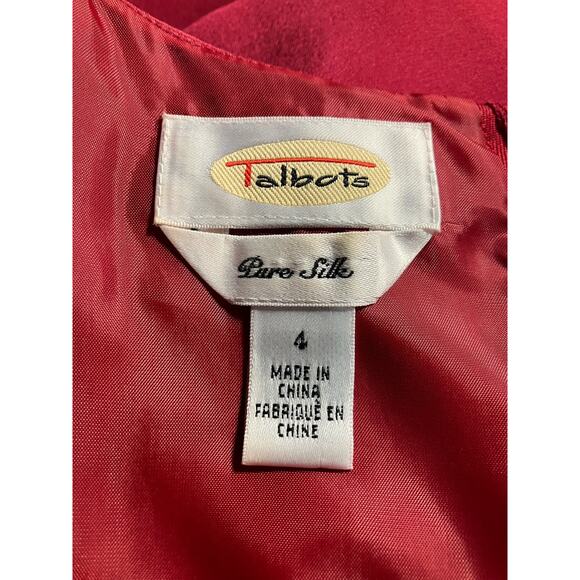 Talbots
Pure Silk
4
MADE IN
CHINA
FABRIQUÉ EN
CHINE